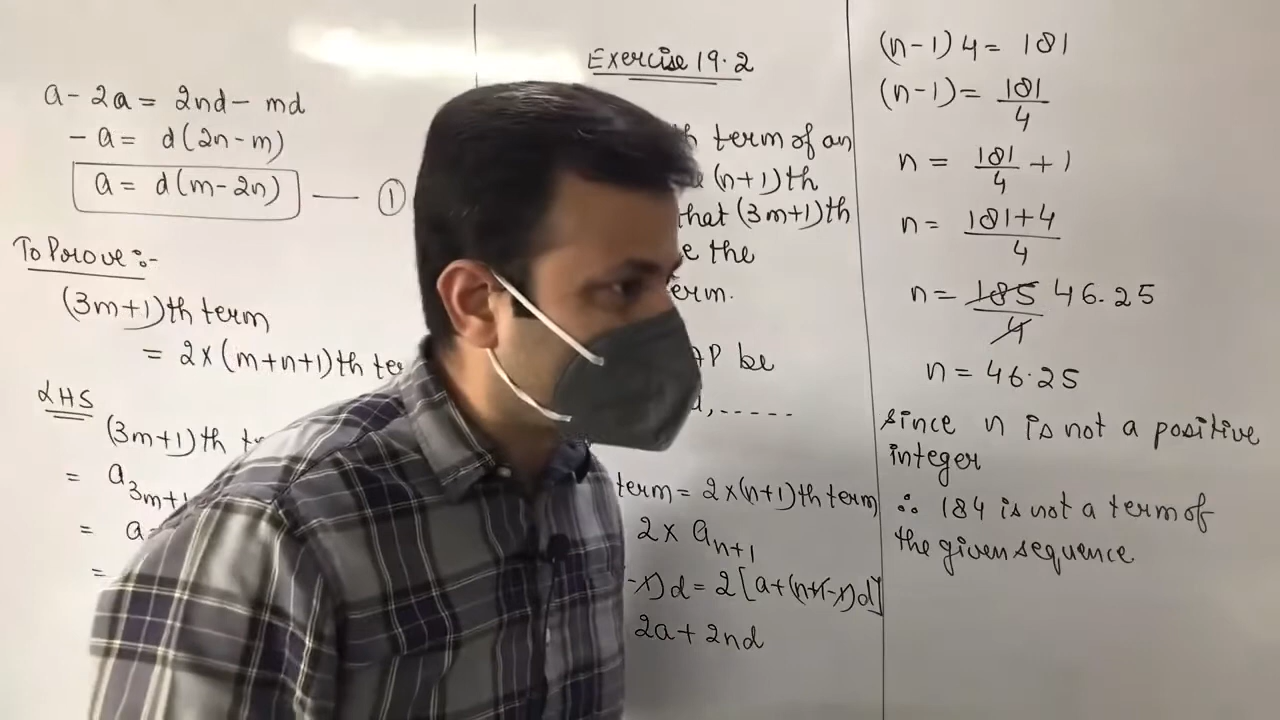 a - 2a = 2nd - md
- a = d(2n - m)
a = d(m - 2n) — ①
To Prove :-
(3m+1)th term
= 2 × (m+n+1)th
LHS
(3m+1)th
= a₃ₘ₊₁
= a
=
Exercise 19.2
term of an
(n+1)th
that (3m+1)th
the
AP be
, -----
term = 2×(n+1)th term
2 × aₙ₊₁
)d = 2[a+(n+1-1)d]
2a + 2nd
(n-1) 4 = 181
(n-1) = 181/4
n = 181/4 + 1
n = 181+4/4
n = 185/4 46.25
n = 46.25
since n is not a positive
integer
∴ 184 is not a term of
the given sequence